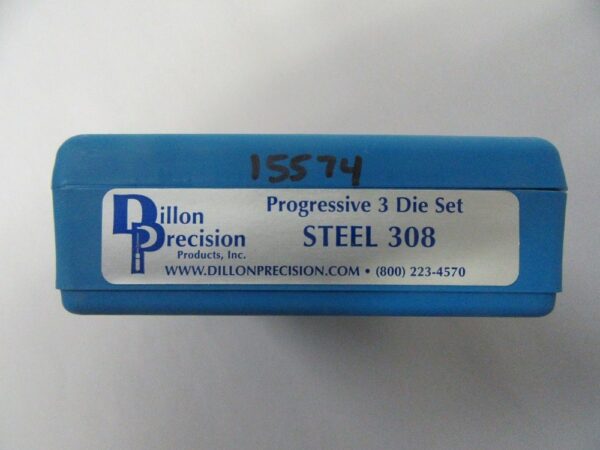 15574
Dillon
Precision
Products, Inc.
Progressive 3 Die Set
STEEL 308
WWW.DILLONPRECISION.COM • (800) 223-4570